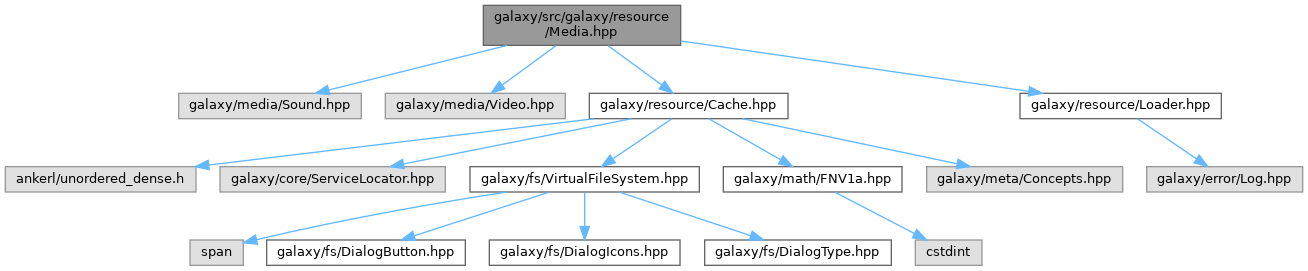 galaxy/src/galaxy/resource
/Media.hpp
galaxy/media/Sound.hpp
galaxy/media/Video.hpp
galaxy/resource/Cache.hpp
galaxy/resource/Loader.hpp
ankerl/unordered_dense.h
galaxy/core/ServiceLocator.hpp
galaxy/fs/VirtualFileSystem.hpp
galaxy/math/FNV1a.hpp
galaxy/meta/Concepts.hpp
galaxy/error/Log.hpp
span
galaxy/fs/DialogButton.hpp
galaxy/fs/DialogIcons.hpp
galaxy/fs/DialogType.hpp
cstdint